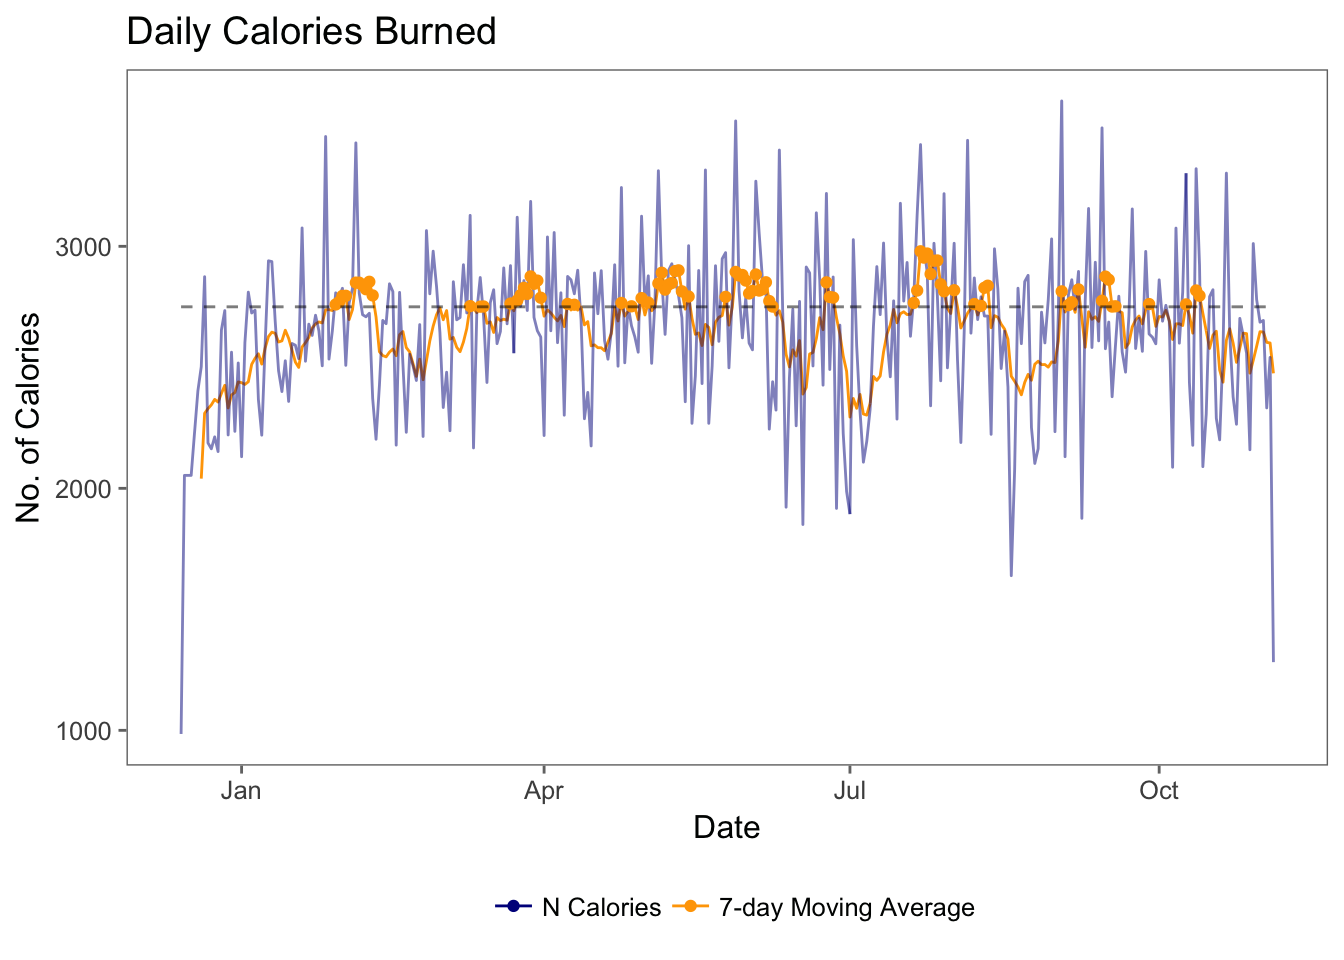 Daily Calories Burned
No. of Calories
3000
2000
1000
Jan Apr Jul Oct
Date
N Calories 7-day Moving Average